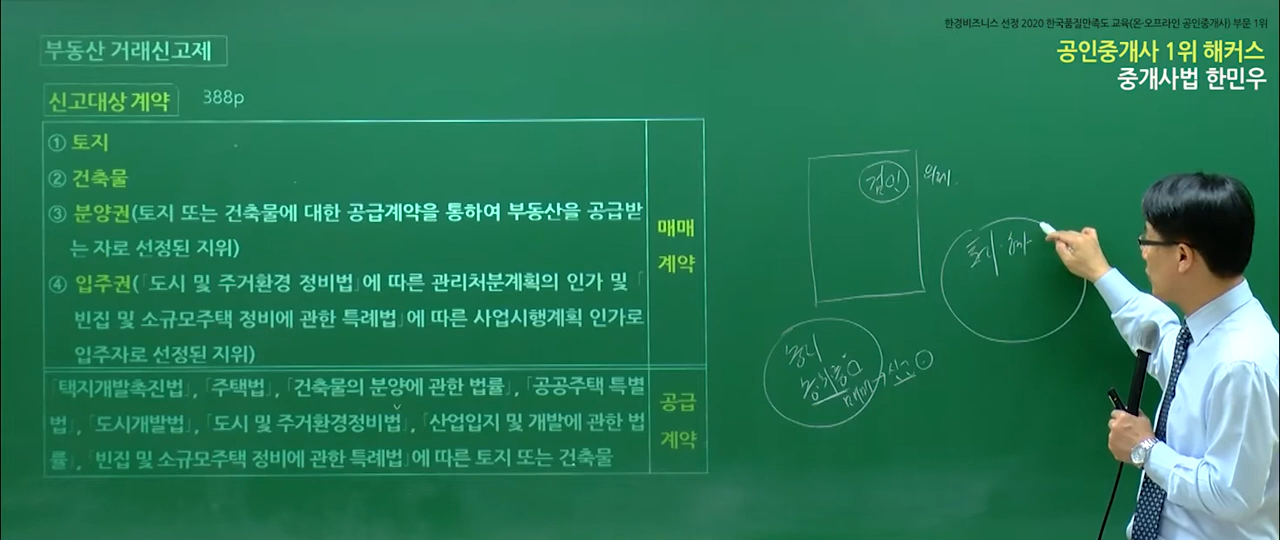 한경비즈니스 선정 2020 한국품질만족도 교육(온·오프라인 공인중개사) 부문 1위
공인중개사 1위 해커스
중개사법 한민우
부동산 거래신고제
신고대상 계약 388p
① 토지
② 건축물
③ 분양권(토지 또는 건축물에 대한 공급계약을 통하여 부동산을 공급받
는 자로 선정된 지위)
④ 입주권(「도시 및 주거환경 정비법」에 따른 관리처분계획의 인가 및 「
빈집 및 소규모주택 정비에 관한 특례법」에 따른 사업시행계획 인가로
입주자로 선정된 지위)
매매
계약
「택지개발촉진법」, 「주택법」, 「건축물의 분양에 관한 법률」, 「공공주택 특별
법」, 「도시개발법」, 「도시 및 주거환경정비법」, 「산업입지 및 개발에 관한 법
률」, 「빈집 및 소규모주택 정비에 관한 특례법」에 따른 토지 또는 건축물
공급
계약
검인
농지